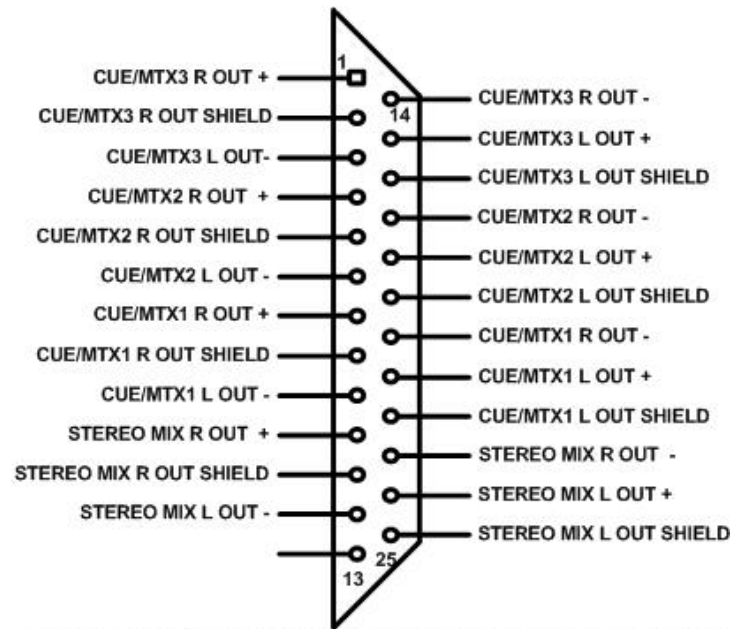 1
CUE/MTX3 R OUT +
CUE/MTX3 R OUT SHIELD
CUE/MTX3 L OUT-
CUE/MTX2 R OUT +
CUE/MTX2 R OUT SHIELD
CUE/MTX2 L OUT -
CUE/MTX1 R OUT +
CUE/MTX1 R OUT SHIELD
CUE/MTX1 L OUT -
STEREO MIX R OUT +
STEREO MIX R OUT SHIELD
STEREO MIX L OUT -
13
14
CUE/MTX3 R OUT -
CUE/MTX3 L OUT +
CUE/MTX3 L OUT SHIELD
CUE/MTX2 R OUT -
CUE/MTX2 L OUT +
CUE/MTX2 L OUT SHIELD
CUE/MTX1 R OUT -
CUE/MTX1 L OUT +
CUE/MTX1 L OUT SHIELD
STEREO MIX R OUT -
STEREO MIX L OUT +
STEREO MIX L OUT SHIELD
25